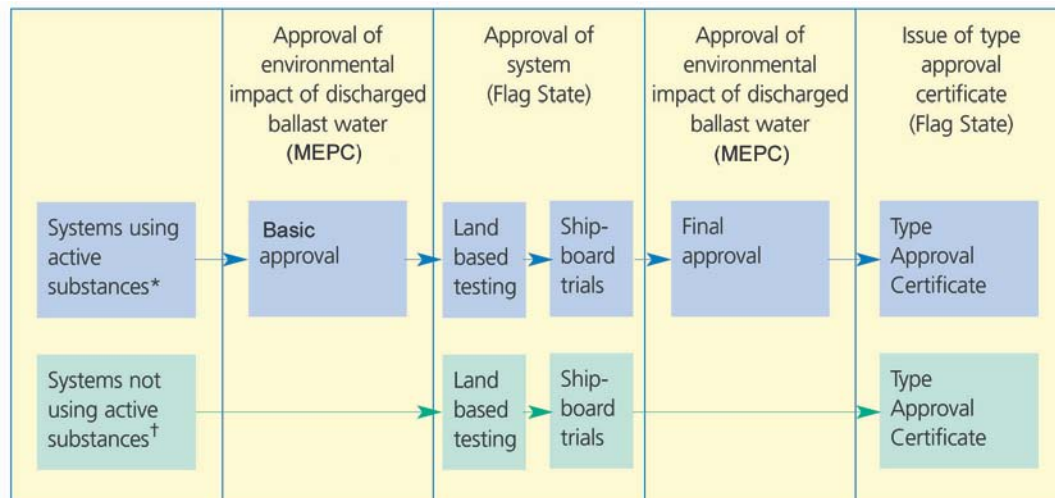 Approval of
environmental
impact of discharged
ballast water
(MEPC)
Approval of
system
(Flag State)
Approval of
environmental
impact of discharged
ballast water
(MEPC)
Issue of type
approval
certificate
(Flag State)
Systems using
active
substances*
Basic
approval
Land
based
testing
Ship-
board
trials
Final
approval
Type
Approval
Certificate
Systems not
using active
substances†
Land
based
testing
Ship-
board
trials
Type
Approval
Certificate